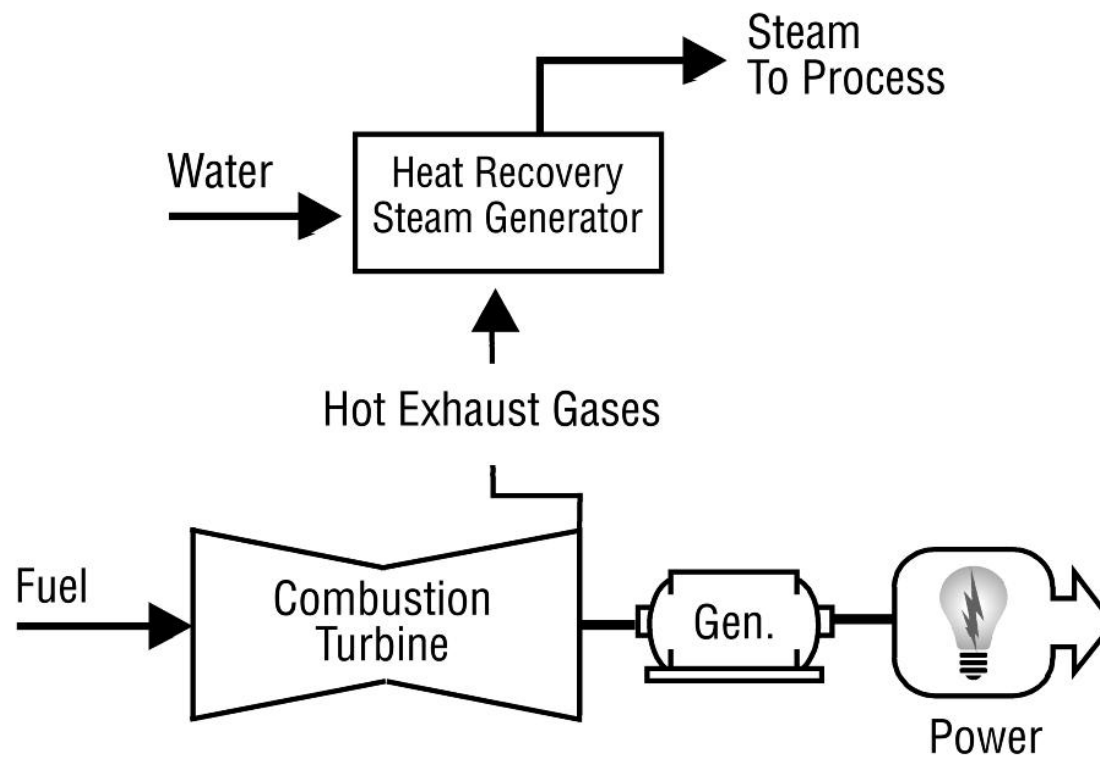 Steam
To Process
Water
Heat Recovery
Steam Generator
Hot Exhaust Gases
Fuel
Combustion
Turbine
Gen.
Power